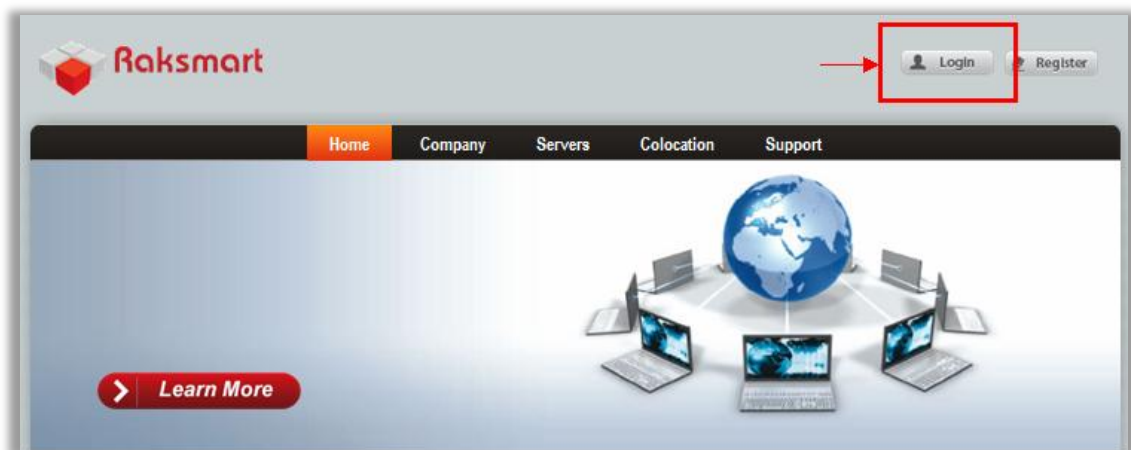 Raksmart
Login
Register
Home Company Servers Colocation Support
Learn More